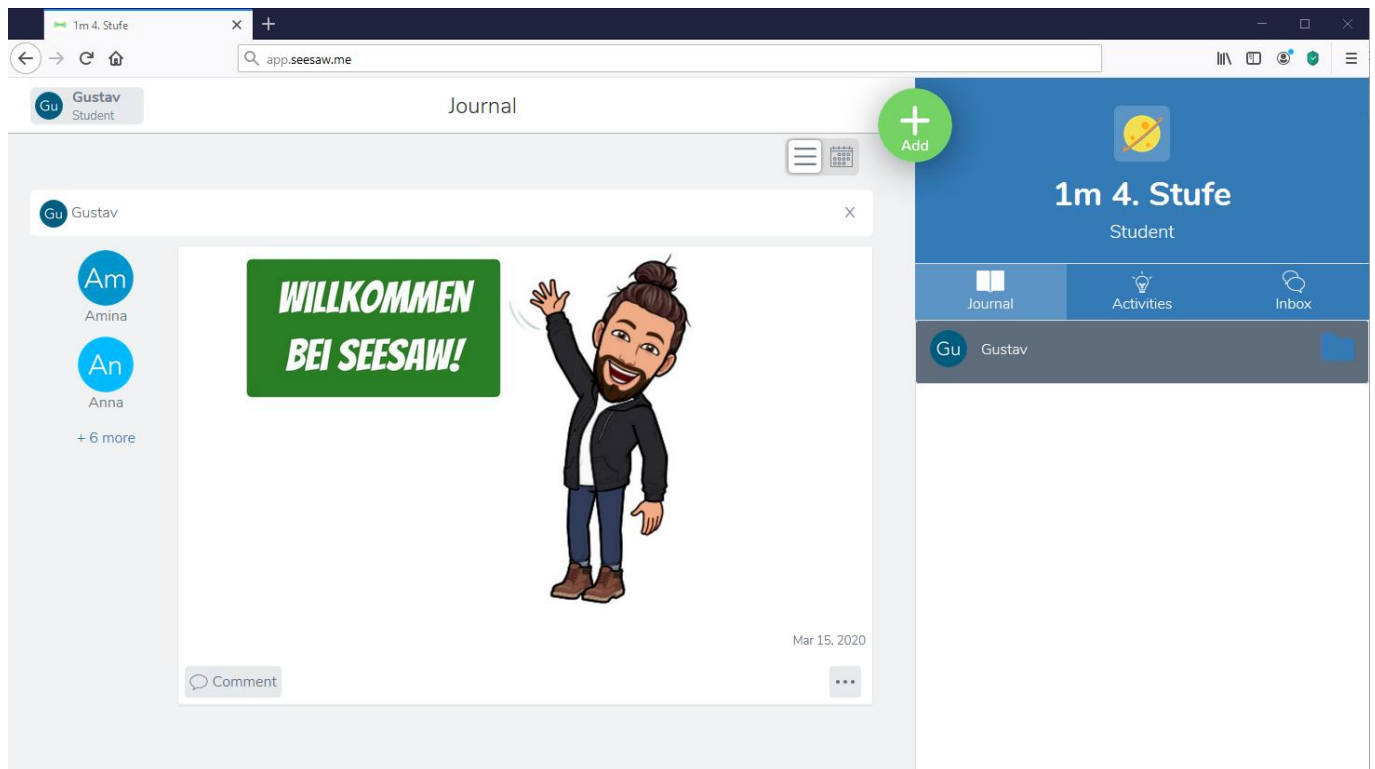 1m 4. Stufe
app.seesaw.me
Gu
Gustav
Student
Journal
Add
1m 4. Stufe
Student
Journal
Activities
Inbox
Gu Gustav
Gu Gustav X
Am
Amina
An
Anna
+ 6 more
WILLKOMMEN
BEI SEESAW!
Mar 15, 2020
Comment